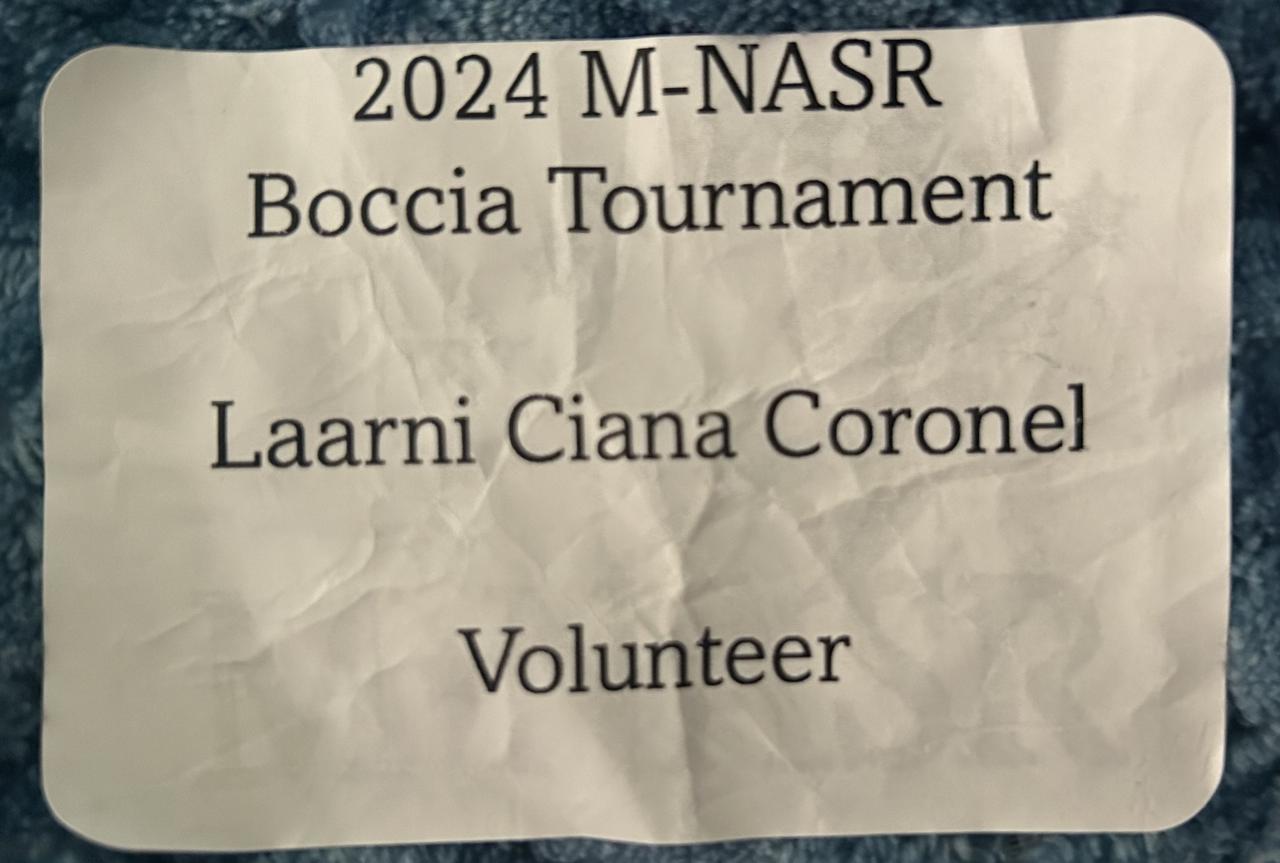 2024 M-NASR
Boccia Tournament
Laarni Ciana Coronel
Volunteer